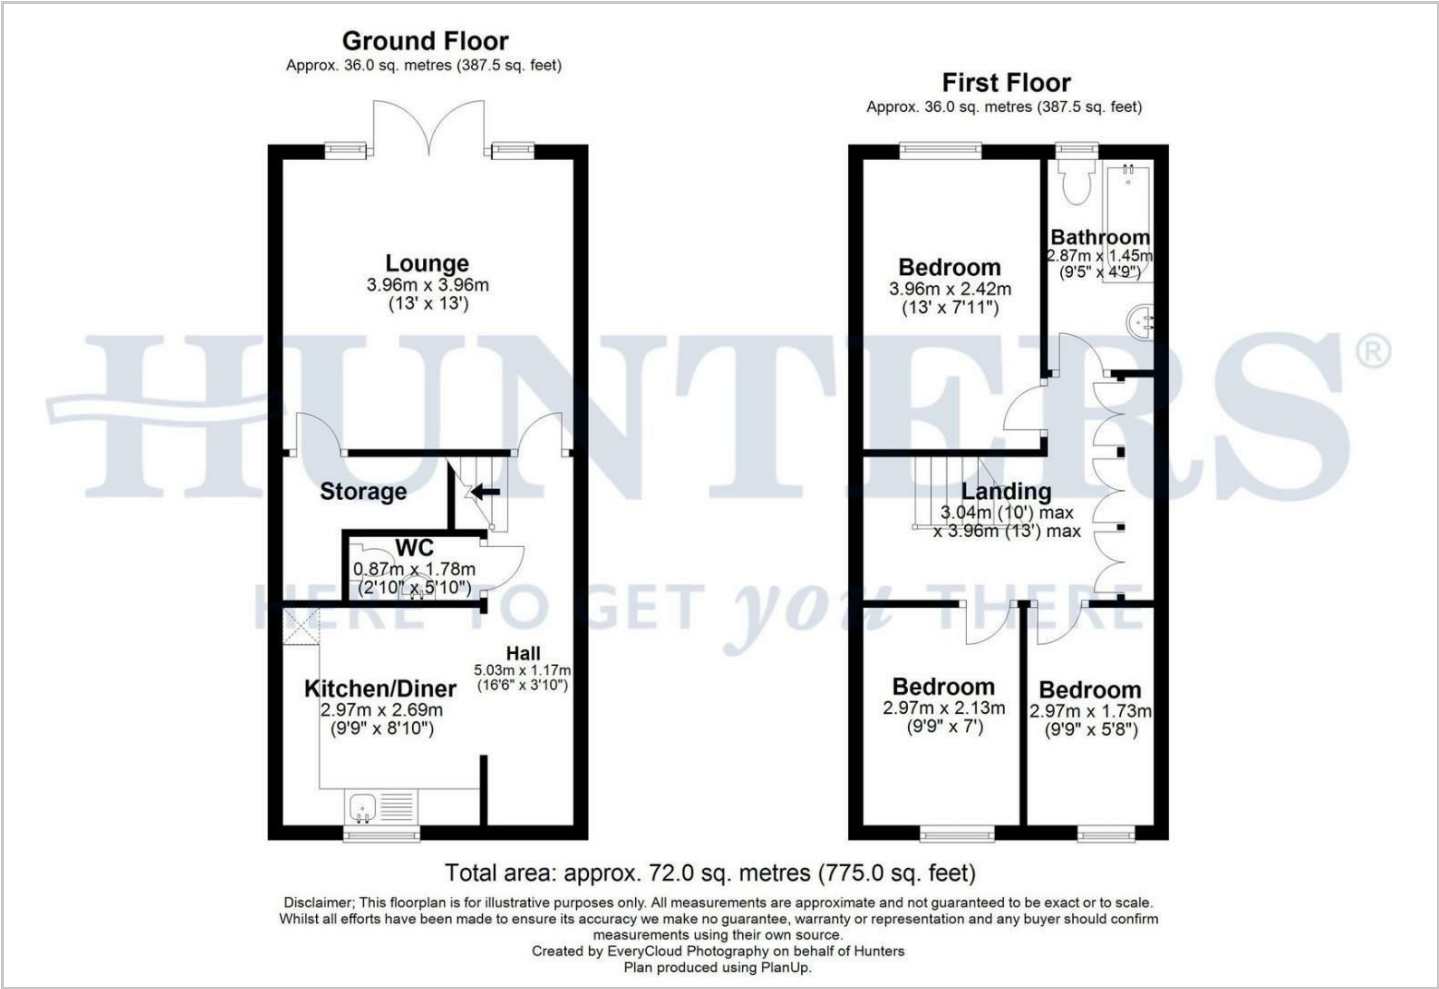 Ground Floor
Approx. 36.0 sq. metres (387.5 sq. feet)
Lounge
3.96m x 3.96m
(13' x 13')
Storage
WC
0.87m x 1.78m
(2'10" x 5'10")
Hall
5.03m x 1.17m
(16'6" x 3'10")
Kitchen/Diner
2.97m x 2.69m
(9'9" x 8'10")
First Floor
Approx. 36.0 sq. metres (387.5 sq. feet)
Bedroom
3.96m x 2.42m
(13' x 7'11")
Bathroom
2.87m x 1.45m
(9'5" x 4'9")
Landing
3.04m (10') max
x 3.96m (13') max
Bedroom
2.97m x 2.13m
(9'9" x 7')
Bedroom
2.97m x 1.73m
(9'9" x 5'8")
HUNTERS®
HERE TO GET you THERE
Total area: approx. 72.0 sq. metres (775.0 sq. feet)
Disclaimer; This floorplan is for illustrative purposes only. All measurements are approximate and not guaranteed to be exact or to scale.
Whilst all efforts have been made to ensure its accuracy we make no guarantee, warranty or representation and any buyer should confirm
measurements using their own source.
Created by EveryCloud Photography on behalf of Hunters
Plan produced using PlanUp.